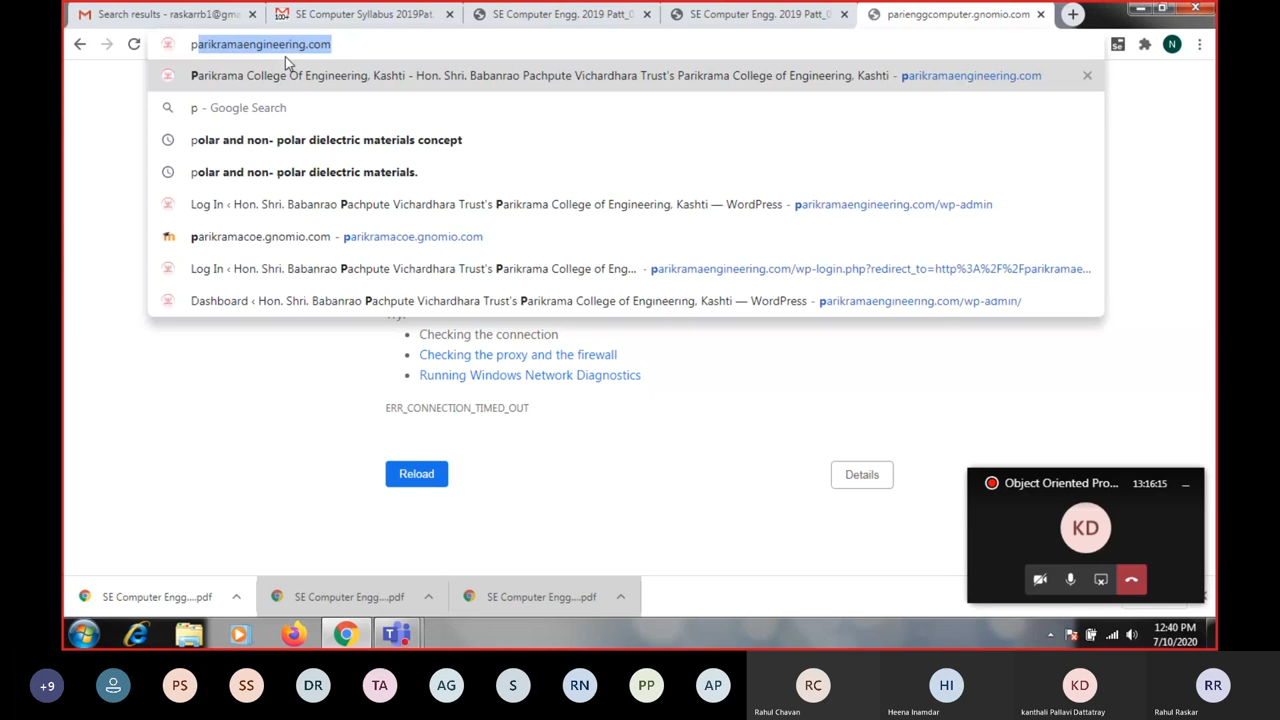 Search results - raskarrb1@gma
SE Computer Syllabus 2019Pat.
SE Computer Engg. 2019 Patt_0
SE Computer Engg. 2019 Patt_0
parienggcomputer.gnomio.com
parikramaengineering.com
Se
N
Parikrama College Of Engineering, Kashti - Hon. Shri. Babanrao Pachpute Vichardhara Trust's Parikrama College of Engineering, Kashti - parikramaengineering.com
p - Google Search
polar and non- polar dielectric materials concept
polar and non- polar dielectric materials.
Log In ‹ Hon. Shri. Babanrao Pachpute Vichardhara Trust's Parikrama College of Engineering, Kashti — WordPress - parikramaengineering.com/wp-admin
parikramacoe.gnomio.com - parikramacoe.gnomio.com
Log In ‹ Hon. Shri. Babanrao Pachpute Vichardhara Trust's Parikrama College of Eng... - parikramaengineering.com/wp-login.php?redirect_to=http%3A%2F%2Fparikramae...
Dashboard ‹ Hon. Shri. Babanrao Pachpute Vichardhara Trust's Parikrama College of Engineering, Kashti — WordPress - parikramaengineering.com/wp-admin/
• Checking the connection
• Checking the proxy and the firewall
• Running Windows Network Diagnostics
ERR_CONNECTION_TIMED_OUT
Reload
Details
Object Oriented Pro...
13:16:15
KD
SE Computer Engg....pdf
SE Computer Engg....pdf
SE Computer Engg....pdf
12:40 PM
7/10/2020
+9
PS
SS
DR
TA
AG
S
RN
PP
AP
RC
HI
KD
RR
Rahul Chavan
Heena Inamdar
kanthali Pallavi Dattatray
Rahul Raskar